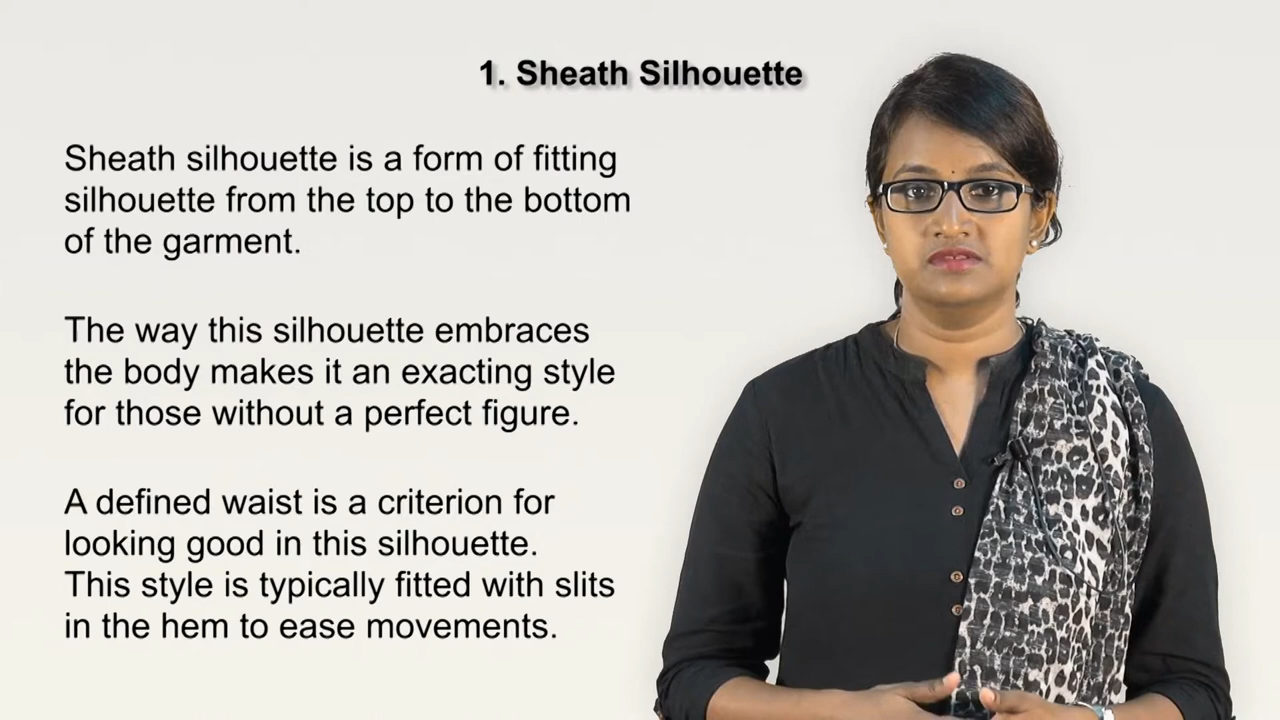 1. Sheath Silhouette
Sheath silhouette is a form of fitting
silhouette from the top to the bottom
of the garment.
The way this silhouette embraces
the body makes it an exacting style
for those without a perfect figure.
A defined waist is a criterion for
looking good in this silhouette.
This style is typically fitted with slits
in the hem to ease movements.